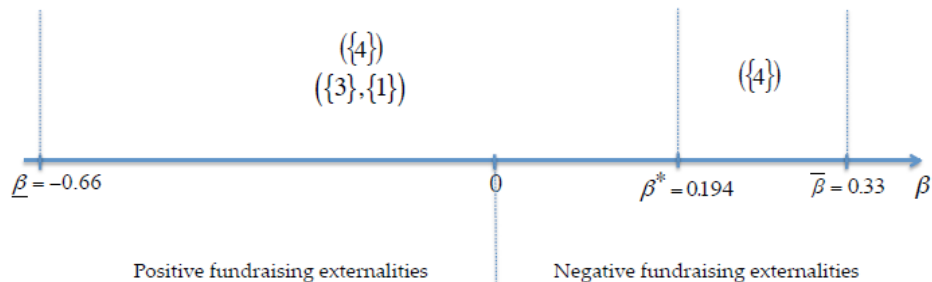 ({4})
({3},{1})
({4})
β = −0.66
0
β* = 0.194
β̅ = 0.33
β
Positive fundraising externalities
Negative fundraising externalities